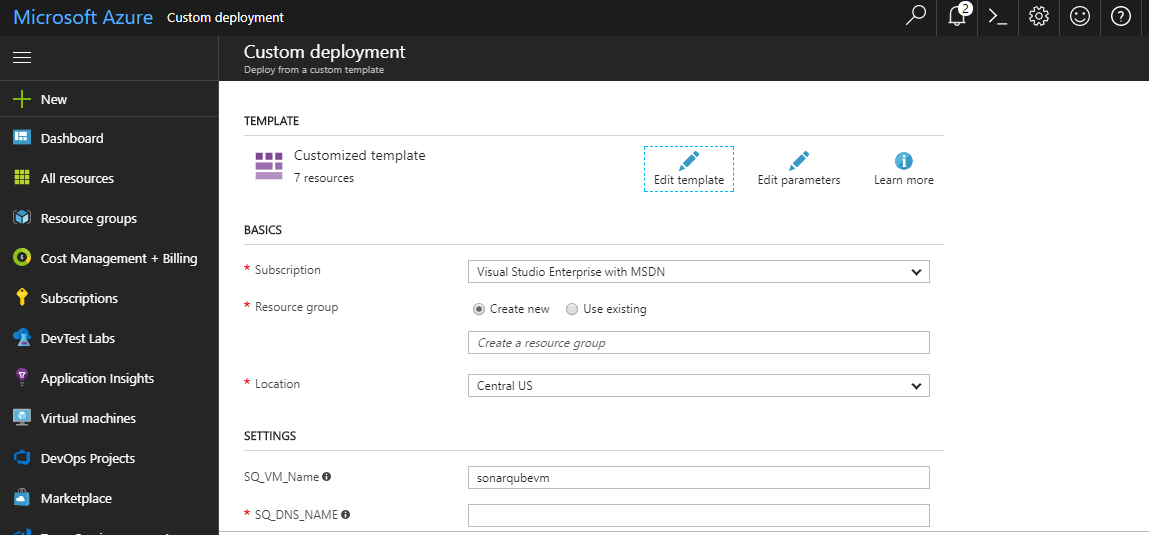 Microsoft Azure Custom deployment
2
Custom deployment
Deploy from a custom template
New
Dashboard
All resources
Resource groups
Cost Management + Billing
Subscriptions
DevTest Labs
Application Insights
Virtual machines
DevOps Projects
Marketplace
TEMPLATE
Customized template
7 resources
Edit template
Edit parameters
Learn more
BASICS
* Subscription
Visual Studio Enterprise with MSDN
* Resource group
Create new
Use existing
Create a resource group
* Location
Central US
SETTINGS
SQ_VM_Name
sonarqubevm
* SQ_DNS_NAME